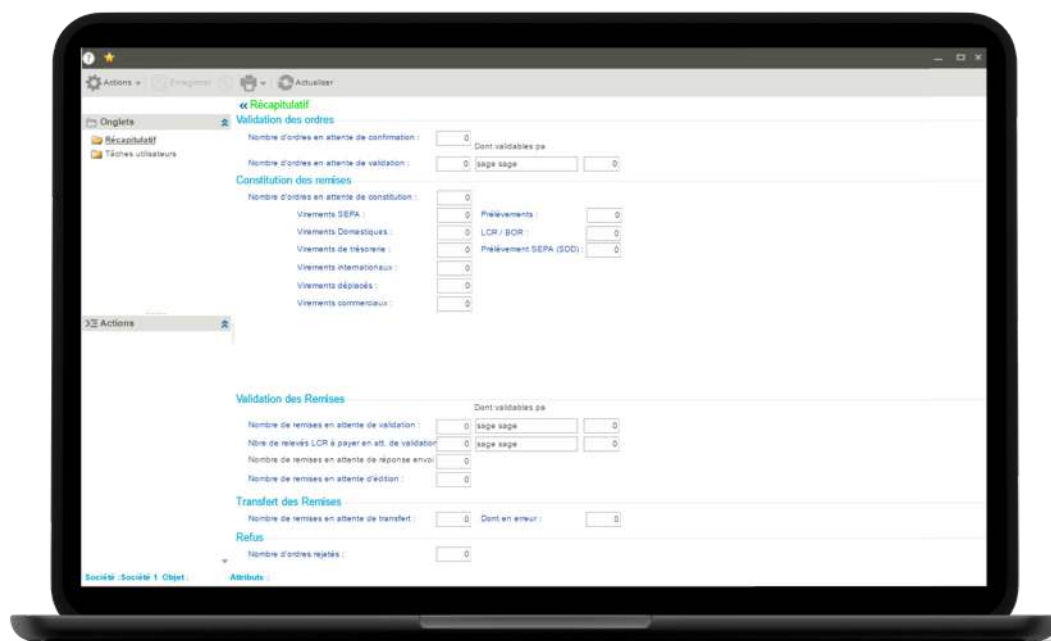 Actions Enregistrer Actualiser
« Récapitulatif
Onglets
Récapitulatif
Tâches utilisateurs
Validation des ordres
Nombre d'ordres en attente de confirmation : 0
Dont validables pa
Nombre d'ordres en attente de validation : 0 sage sage 0
Constitution des remises
Nombre d'ordres en attente de constitution : 0
Virements SEPA : 0 Prélèvements : 0
Virements Domestiques : 0 LCR / BOR : 0
Virements de trésorerie : 0 Prélèvement SEPA (SDD) : 0
Virements internationaux : 0
Virements déplacés : 0
Virements commerciaux : 0
Actions
Validation des Remises
Dont validables pa
Nombre de remises en attente de validation : 0 sage sage 0
Nbre de relevés LCR à payer en att. de validation 0 sage sage 0
Nombre de remises en attente de réponse envoi 0
Nombre de remises en attente d'édition : 0
Transfert des Remises
Nombre de remises en attente de transfert : 0 Dont en erreur : 0
Refus
Nombre d'ordres rejetés : 0
Société :Société 1 Objet : Attributs :